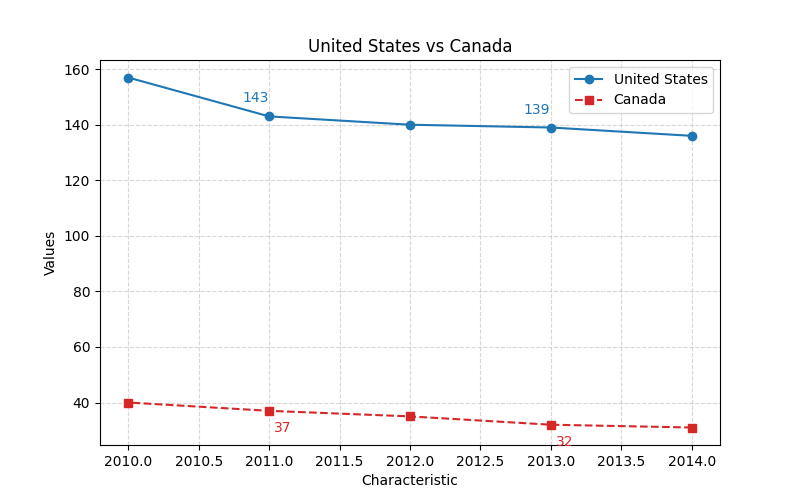 United States vs Canada
United States
Canada
Values
160
140
120
100
80
60
40
143
139
37
32
2010.0 2010.5 2011.0 2011.5 2012.0 2012.5 2013.0 2013.5 2014.0
Characteristic